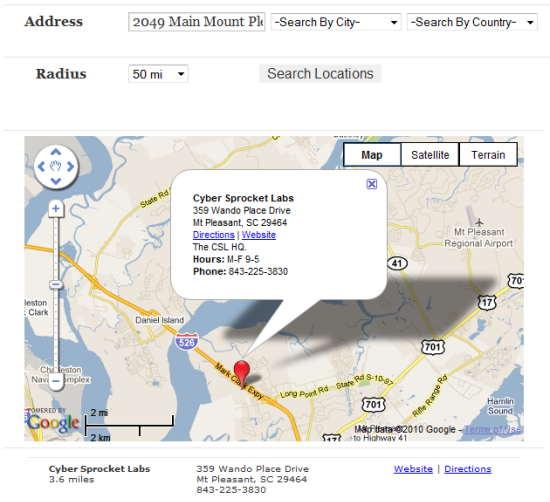 Address 2049 Main Mount Ple -Search By City- -Search By Country-
Radius 50 mi Search Locations
Map Satellite Terrain
Cyber Sprocket Labs
359 Wando Place Drive
Mt Pleasant, SC 29464
Directions | Website
The CSL HQ.
Hours: M-F 9-5
Phone: 843-225-3830
State Rd
Mt Pleasant
Regional Airport
41
70
17
Clark
Daniel Island
526
701
Mark Clark Expy
Long Point Rd
State Rd S-10-97
Rifle Range Rd
701
Hamlin
Sound
517
to Highway 41
POWERED BY
Google
2 mi
2 km
Map data ©2010 Google - Terms of Use
Cyber Sprocket Labs 359 Wando Place Drive Website | Directions
3.6 miles Mt Pleasant, SC 29464
843-225-3830